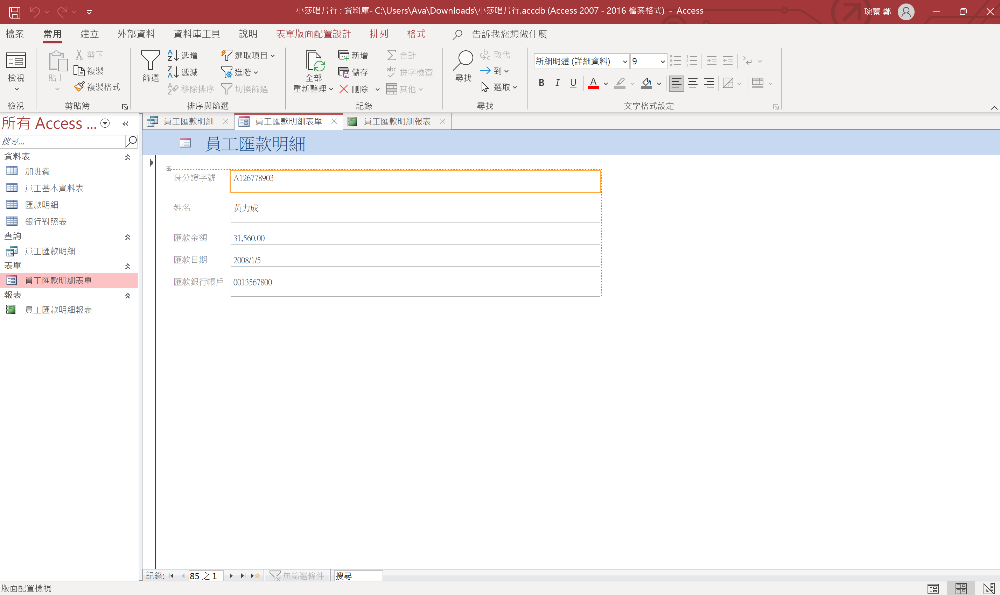 小莎唱片行 : 資料庫- C:\Users\Ava\Downloads\小莎唱片行.accdb (Access 2007 - 2016 檔案格式)  -  Access
琬蓁 鄭
檔案 常用 建立 外部資料 資料庫工具 說明 表單版面配置設計 排列 格式 告訴我您想做什麼
檢視
檢視
貼上
剪下
複製
複製格式
剪貼簿
篩選
遞增
遞減
移除排序
選取項目
進階
切換篩選
排序與篩選
全部
重新整理
新增
儲存
刪除
合計
拼字檢查
其他
記錄
尋找
取代
到
選取
尋找
新細明體 (詳細資料)
9
B I U A
文字格式設定
所有 Access ...
搜尋...
資料表
加班費
員工基本資料表
匯款明細
銀行對照表
查詢
員工匯款明細
表單
員工匯款明細表單
報表
員工匯款明細報表
員工匯款明細
員工匯款明細表單
員工匯款明細報表
員工匯款明細
身分證字號 A126778903
姓名 黃力成
匯款金額 31,560.00
匯款日期 2008/1/5
匯款銀行帳戶 0013567800
記錄: 85 之 1 無篩選條件 搜尋
版面配置檢視